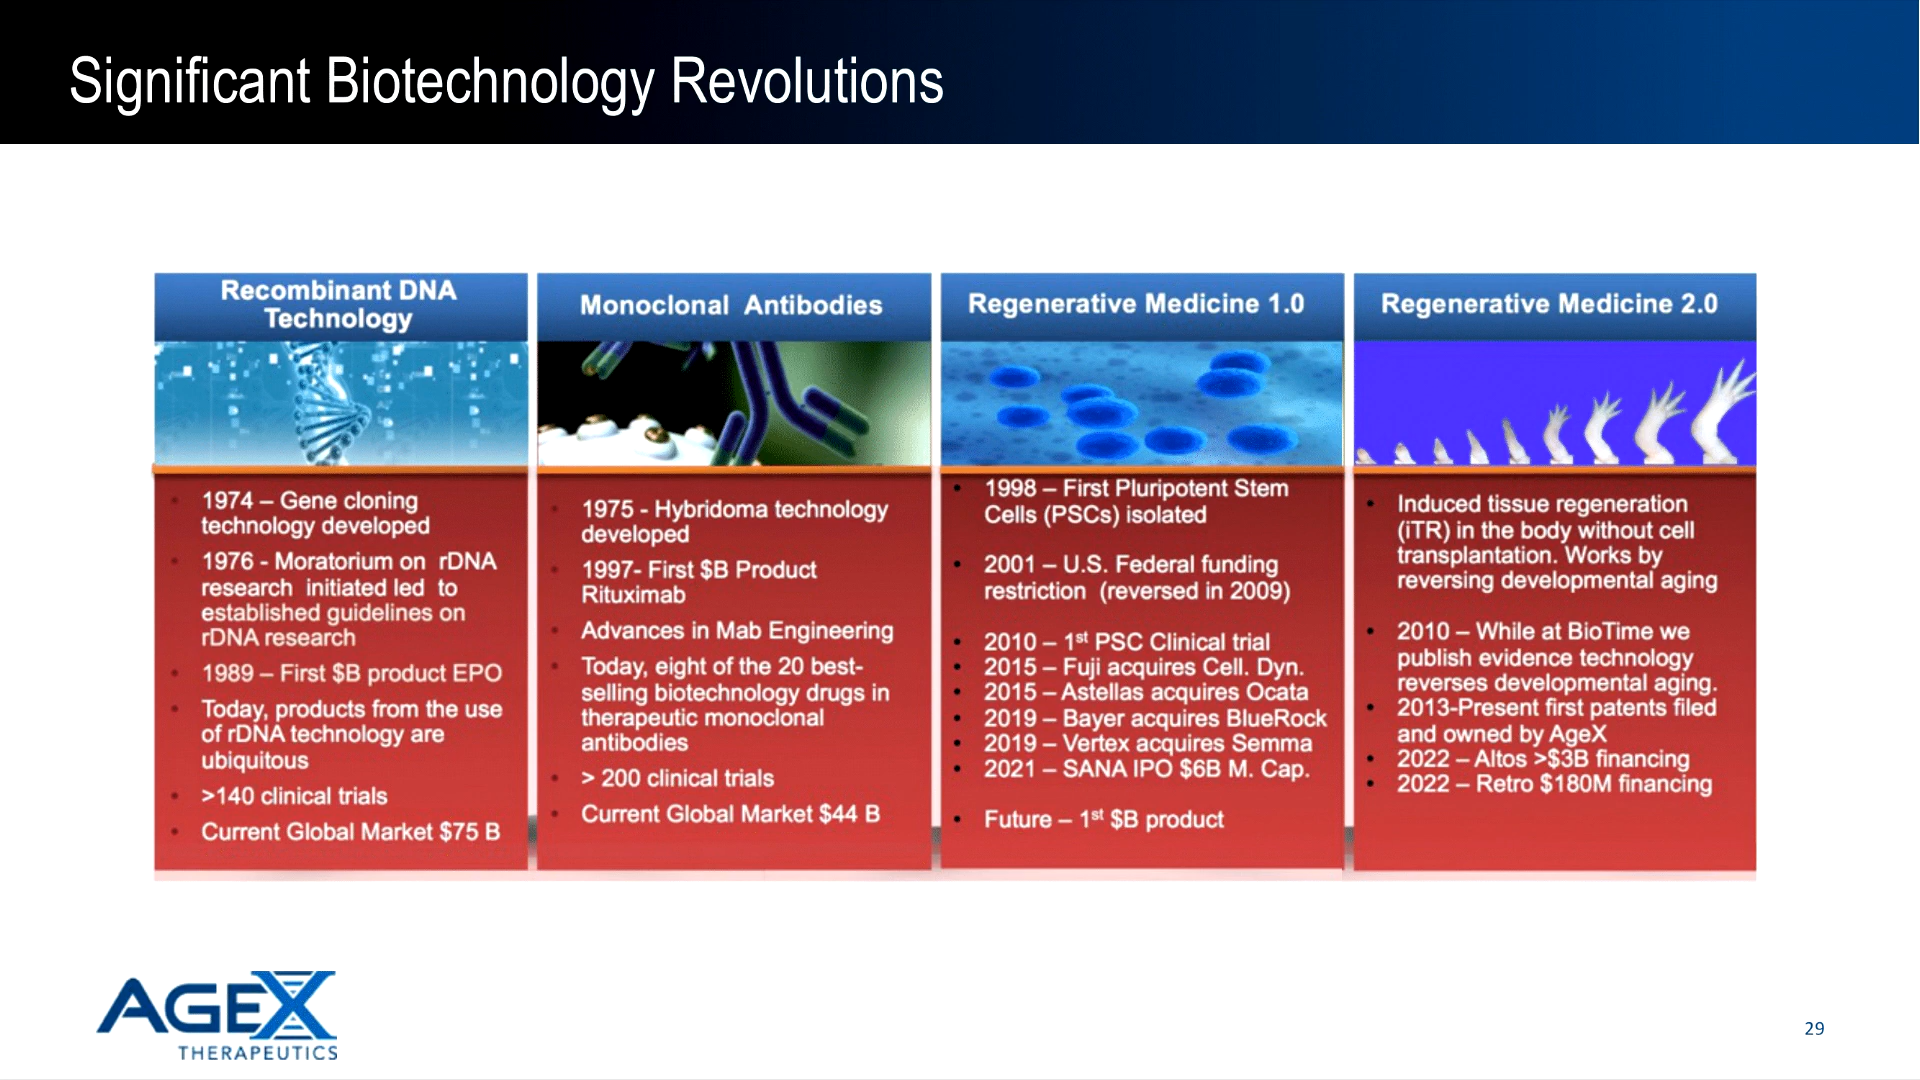 Significant Biotechnology Revolutions
Recombinant DNA
Technology
• 1974 – Gene cloning
technology developed
• 1976 - Moratorium on rDNA
research initiated led to
established guidelines on
rDNA research
• 1989 – First $B product EPO
• Today, products from the use
of rDNA technology are
ubiquitous
• >140 clinical trials
• Current Global Market $75 B
Monoclonal Antibodies
• 1975 - Hybridoma technology
developed
• 1997- First $B Product
Rituximab
• Advances in Mab Engineering
• Today, eight of the 20 best-
selling biotechnology drugs in
therapeutic monoclonal
antibodies
• > 200 clinical trials
• Current Global Market $44 B
Regenerative Medicine 1.0
• 1998 – First Pluripotent Stem
Cells (PSCs) isolated
• 2001 – U.S. Federal funding
restriction (reversed in 2009)
• 2010 – 1st PSC Clinical trial
• 2015 – Fuji acquires Cell. Dyn.
• 2015 – Astellas acquires Ocata
• 2019 – Bayer acquires BlueRock
• 2019 – Vertex acquires Semma
• 2021 – SANA IPO $6B M. Cap.
• Future – 1st $B product
Regenerative Medicine 2.0
• Induced tissue regeneration
(iTR) in the body without cell
transplantation. Works by
reversing developmental aging
• 2010 – While at BioTime we
publish evidence technology
reverses developmental aging.
• 2013-Present first patents filed
and owned by AgeX
• 2022 – Altos >$3B financing
• 2022 – Retro $180M financing
AGEX
THERAPEUTICS
29